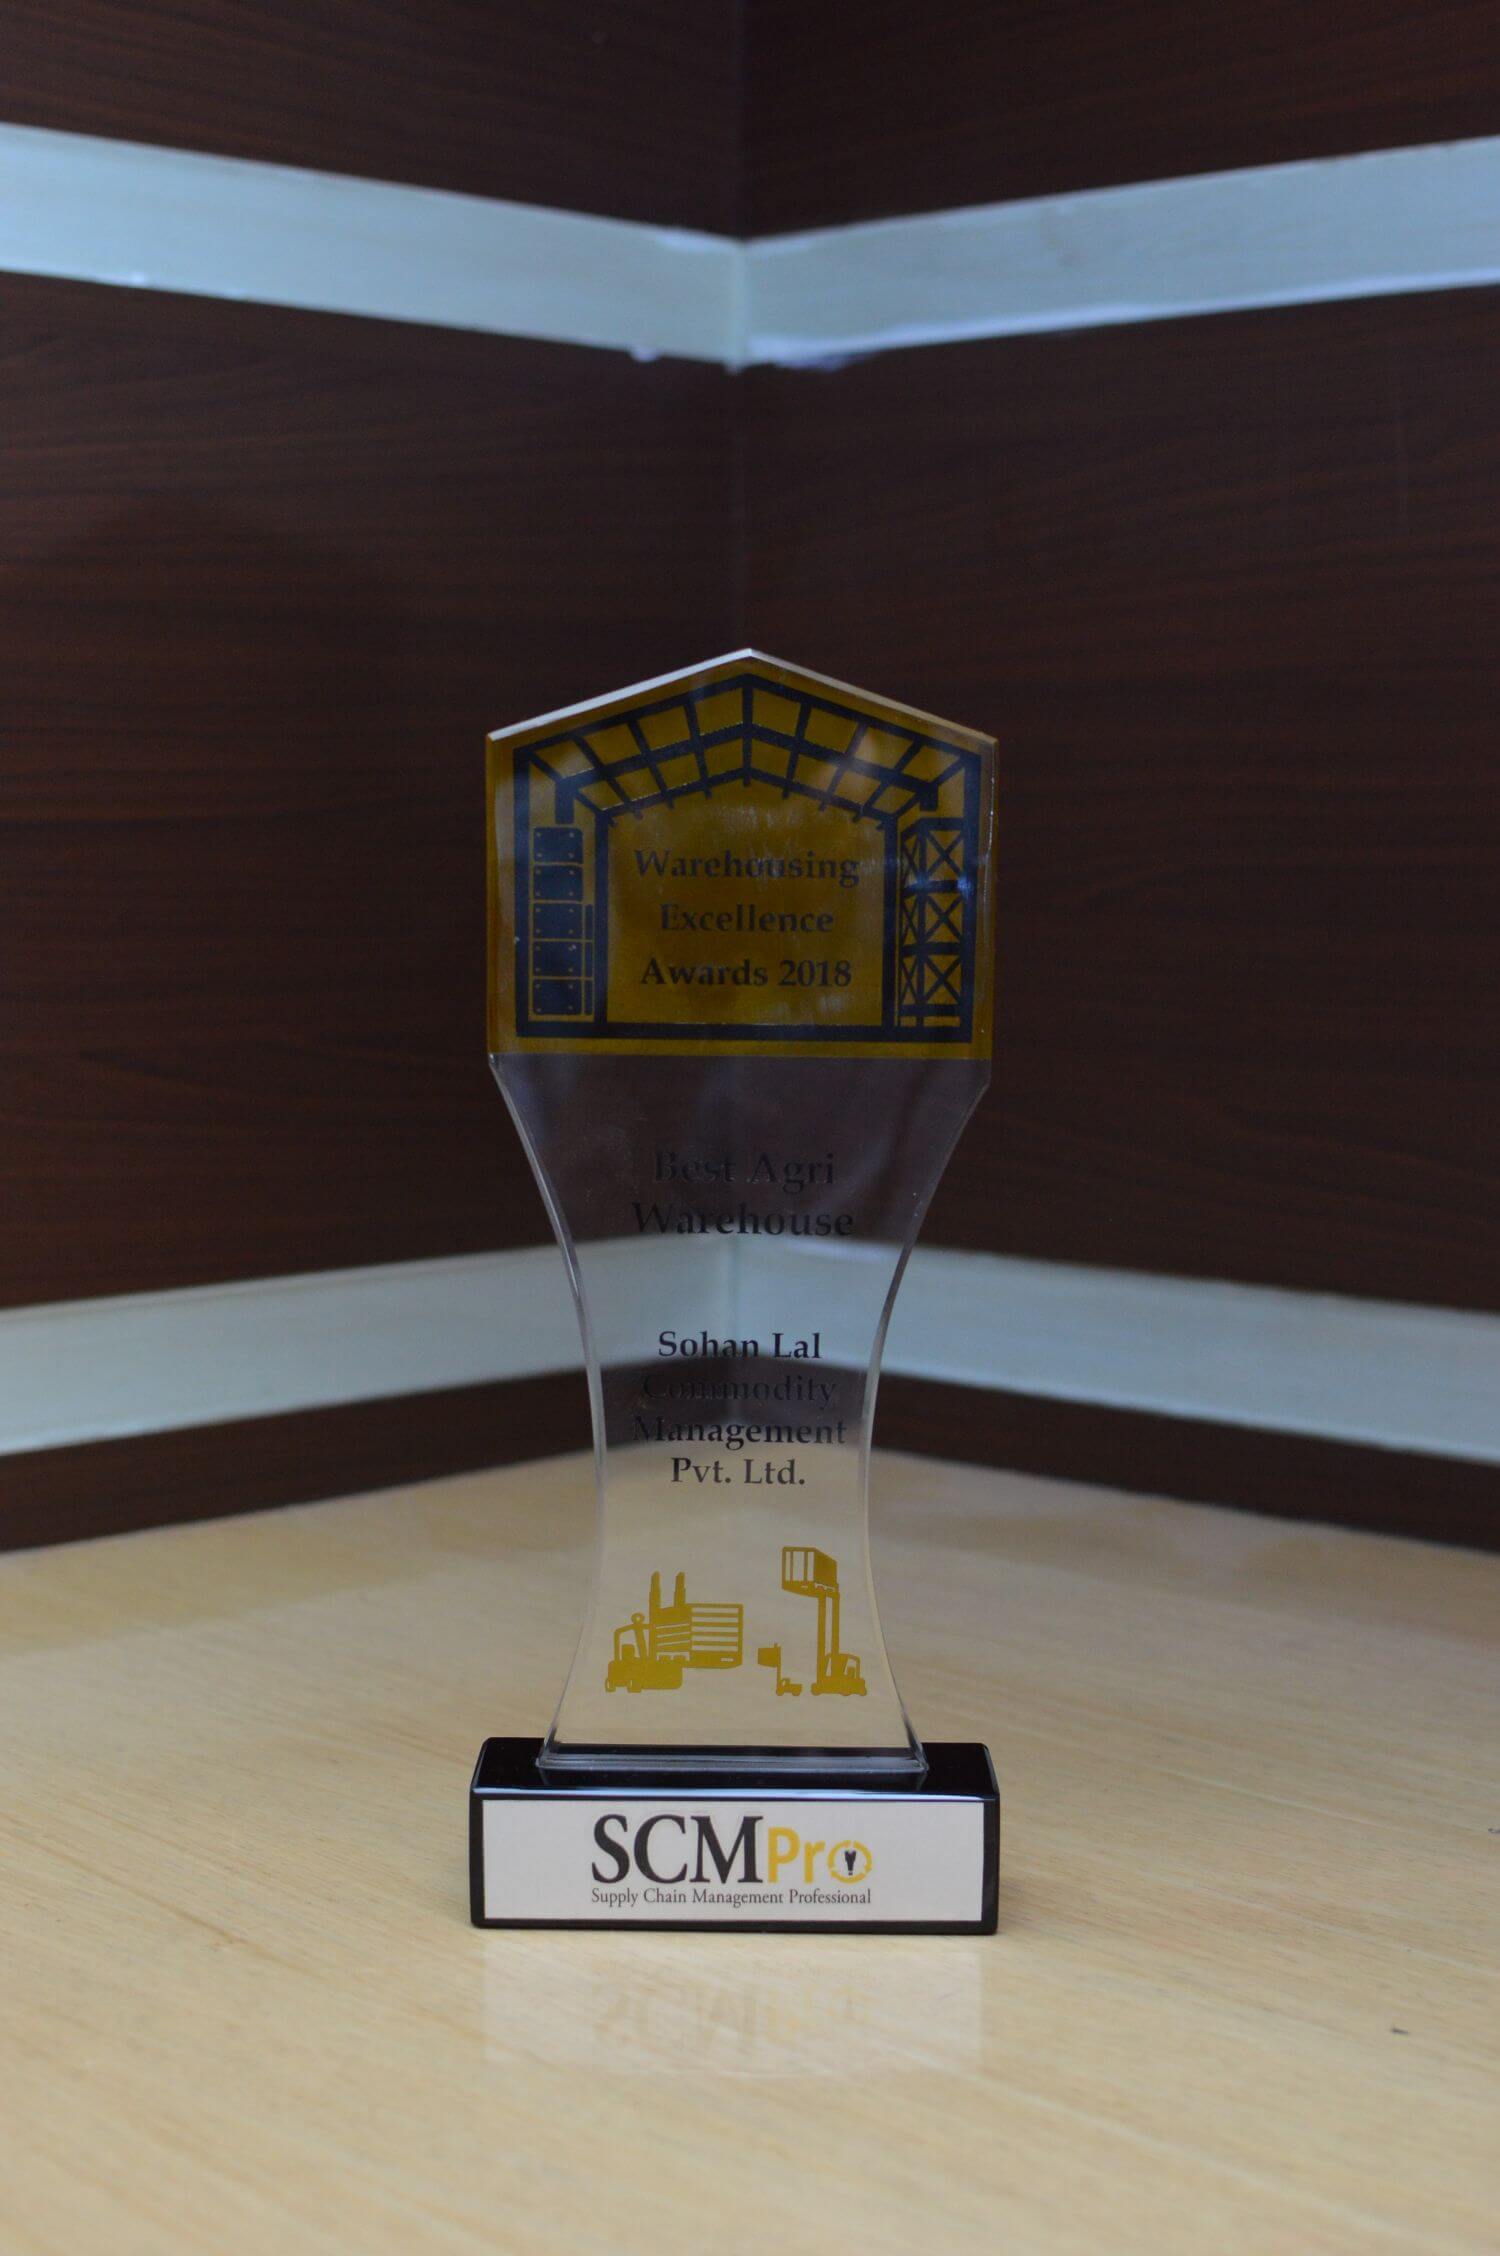 Warehousing
Excellence
Awards 2018
Best Agri
Warehouse
Sohan Lal
Commodity
Management
Pvt. Ltd.
SCMPro
Supply Chain Management Professional